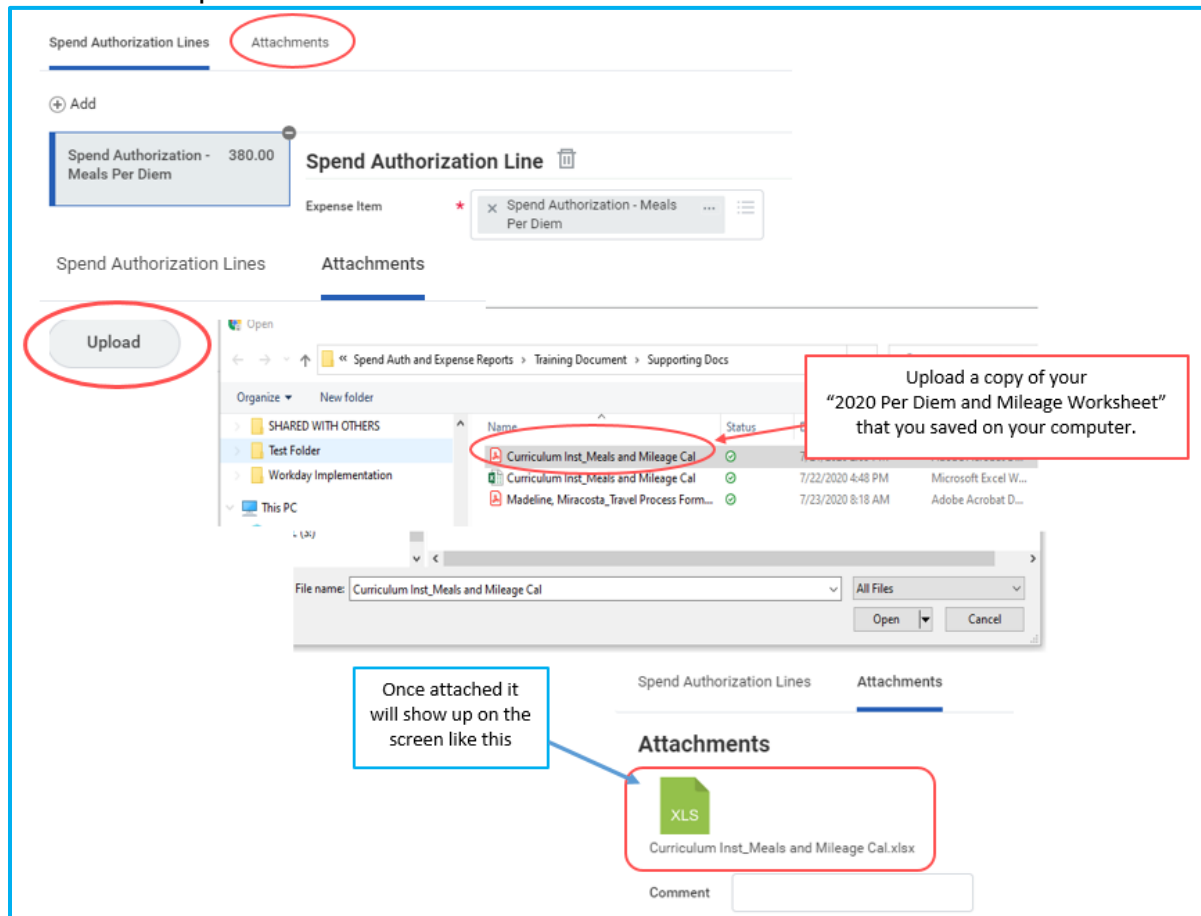 Spend Authorization Lines Attachments
Add
Spend Authorization - 380.00
Meals Per Diem
Spend Authorization Line
Expense Item * × Spend Authorization - Meals ...
Per Diem
Spend Authorization Lines Attachments
Upload
Open
« Spend Auth and Expense Reports > Training Document > Supporting Docs
Organize New folder
SHARED WITH OTHERS
Test Folder
Workday Implementation
This PC
Name Status
Curriculum Inst_Meals and Mileage Cal
Curriculum Inst_Meals and Mileage Cal 7/22/2020 4:48 PM Microsoft Excel W...
Madeline, Miracosta_Travel Process Form... 7/23/2020 8:18 AM Adobe Acrobat D...
Upload a copy of your
“2020 Per Diem and Mileage Worksheet”
that you saved on your computer.
File name: Curriculum Inst_Meals and Mileage Cal All Files
Open Cancel
Once attached it
will show up on the
screen like this
Spend Authorization Lines Attachments
Attachments
XLS
Curriculum Inst_Meals and Mileage Cal.xlsx
Comment